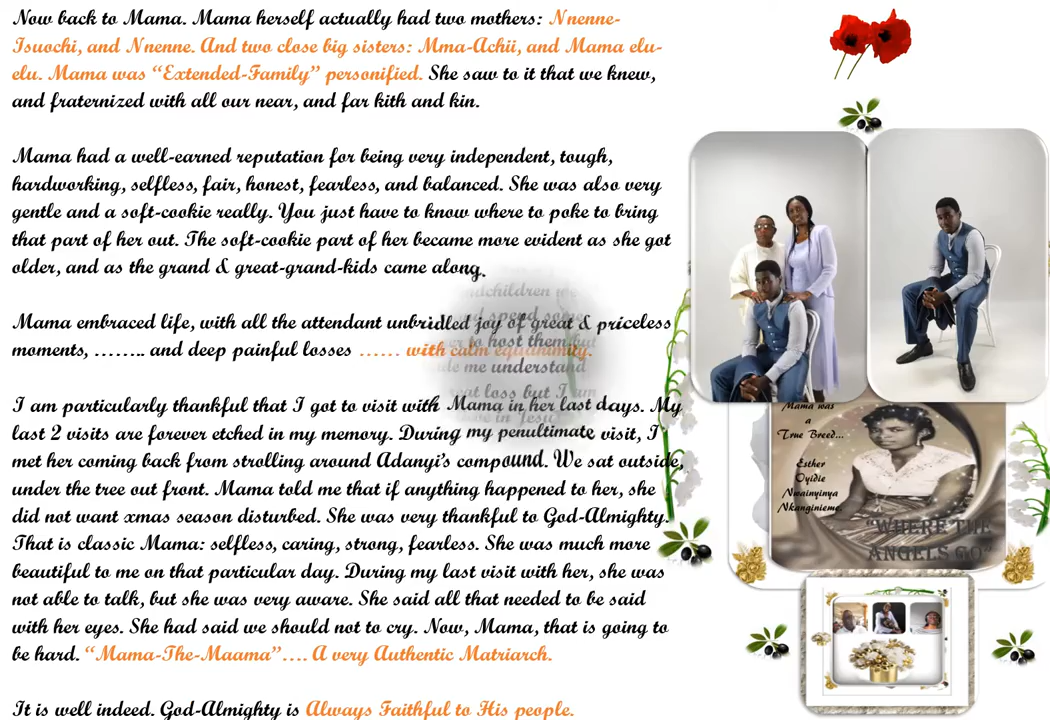 Now back to Mama. Mama herself actually had two mothers: Nnenne-
Isuochi, and Nnenne. And two close big sisters: Mma-Achii, and Mama elu-
elu. Mama was “Extended-Family” personified. She saw to it that we knew,
and fraternized with all our near, and far kith and kin.
Mama had a well-earned reputation for being very independent, tough,
hardworking, selfless, fair, honest, fearless, and balanced. She was also very
gentle and a soft-cookie really. You just have to know where to poke to bring
that part of her out. The soft-cookie part of her became more evident as she got
older, and as the grand & great-grand-kids came along.
Mama embraced life, with all the attendant unbridled joy of great & priceless
moments, …….. and deep painful losses …… with calm equanimity.
I am particularly thankful that I got to visit with Mama in her last days. My
last 2 visits are forever etched in my memory. During my penultimate visit, I
met her coming back from strolling around Adanyi’s compound. We sat outside,
under the tree out front. Mama told me that if anything happened to her, she
did not want xmas season disturbed. She was very thankful to God-Almighty.
That is classic Mama: selfless, caring, strong, fearless. She was much more
beautiful to me on that particular day. During my last visit with her, she was
not able to talk, but she was very aware. She said all that needed to be said
with her eyes. She had said we should not to cry. Now, Mama, that is going to
be hard. “Mama-The-Maama”…. A very Authentic Matriarch.
It is well indeed. God-Almighty is Always Faithful to His people.
to host them but
me understand
loss but I am
Mama was
a
True Breed...
Esther
Oyidie
Nwainyinya
Nkanginieme.
“WHERE THE
ANGELS GO”